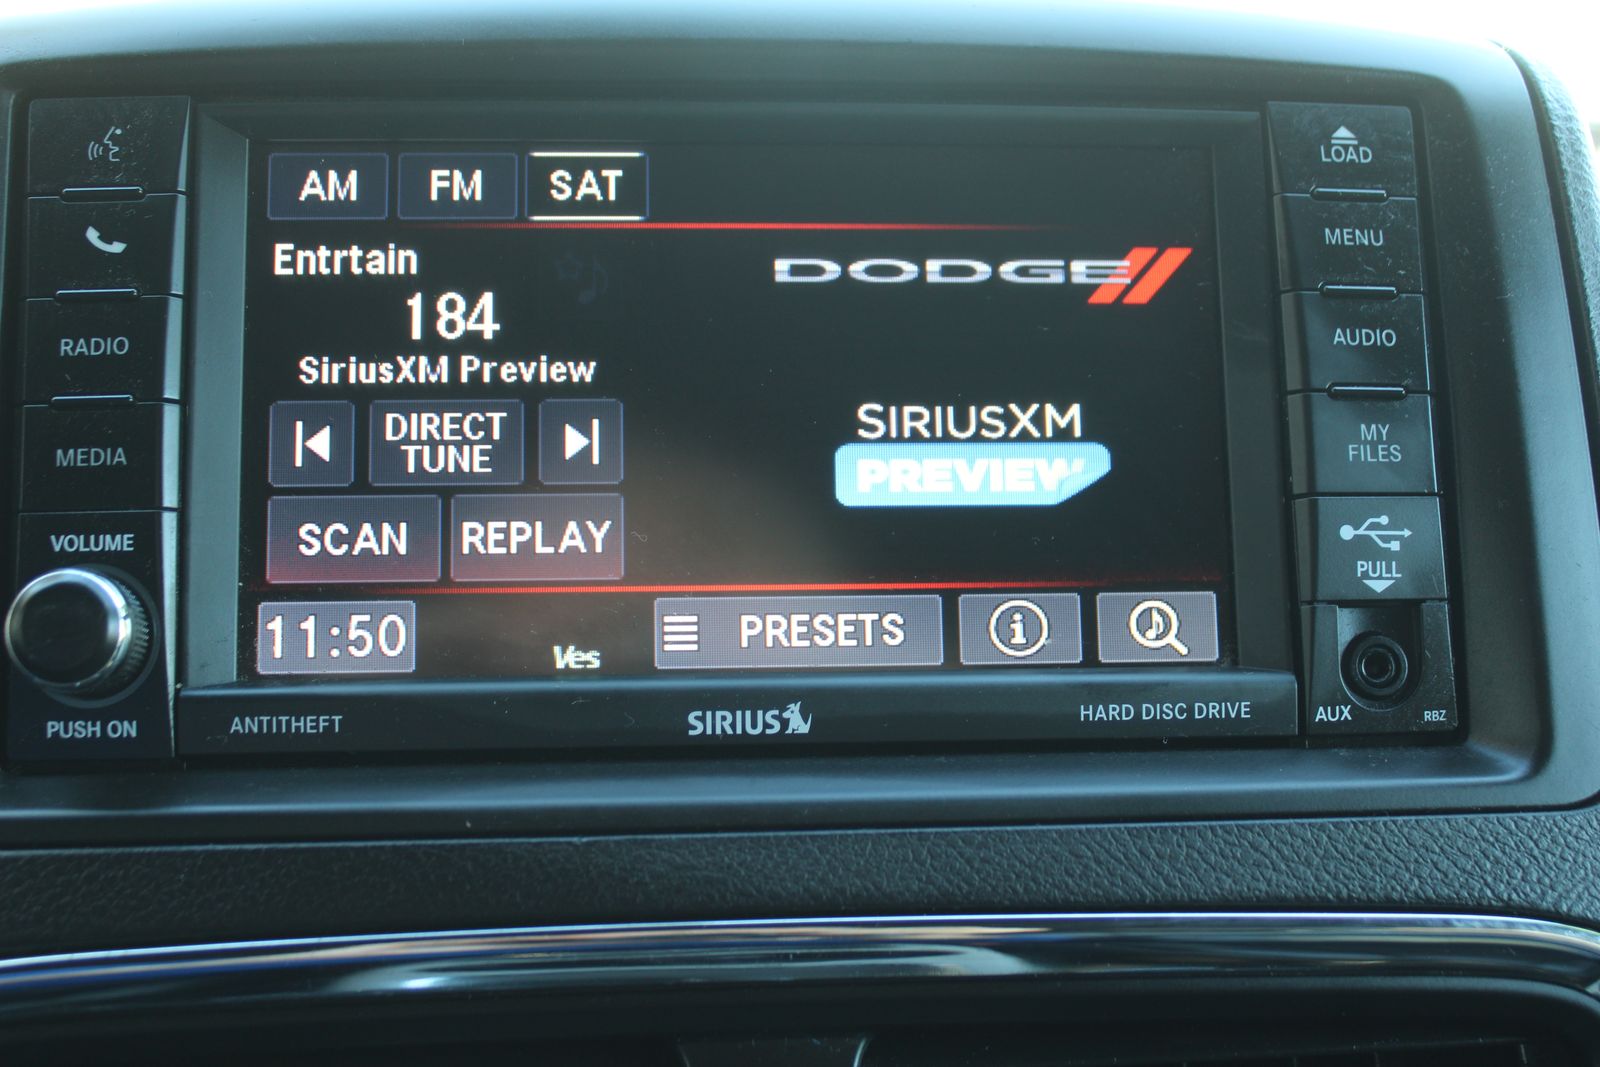 AM FM SAT
Entrtain
184
SiriusXM Preview
DIRECT
TUNE
SCAN REPLAY
11:50
Ves
PRESETS
DODGE
SIRIUSXM
PREVIEW
RADIO
MEDIA
VOLUME
PUSH ON
ANTITHEFT
SIRIUS
HARD DISC DRIVE
LOAD
MENU
AUDIO
MY
FILES
PULL
AUX
RBZ